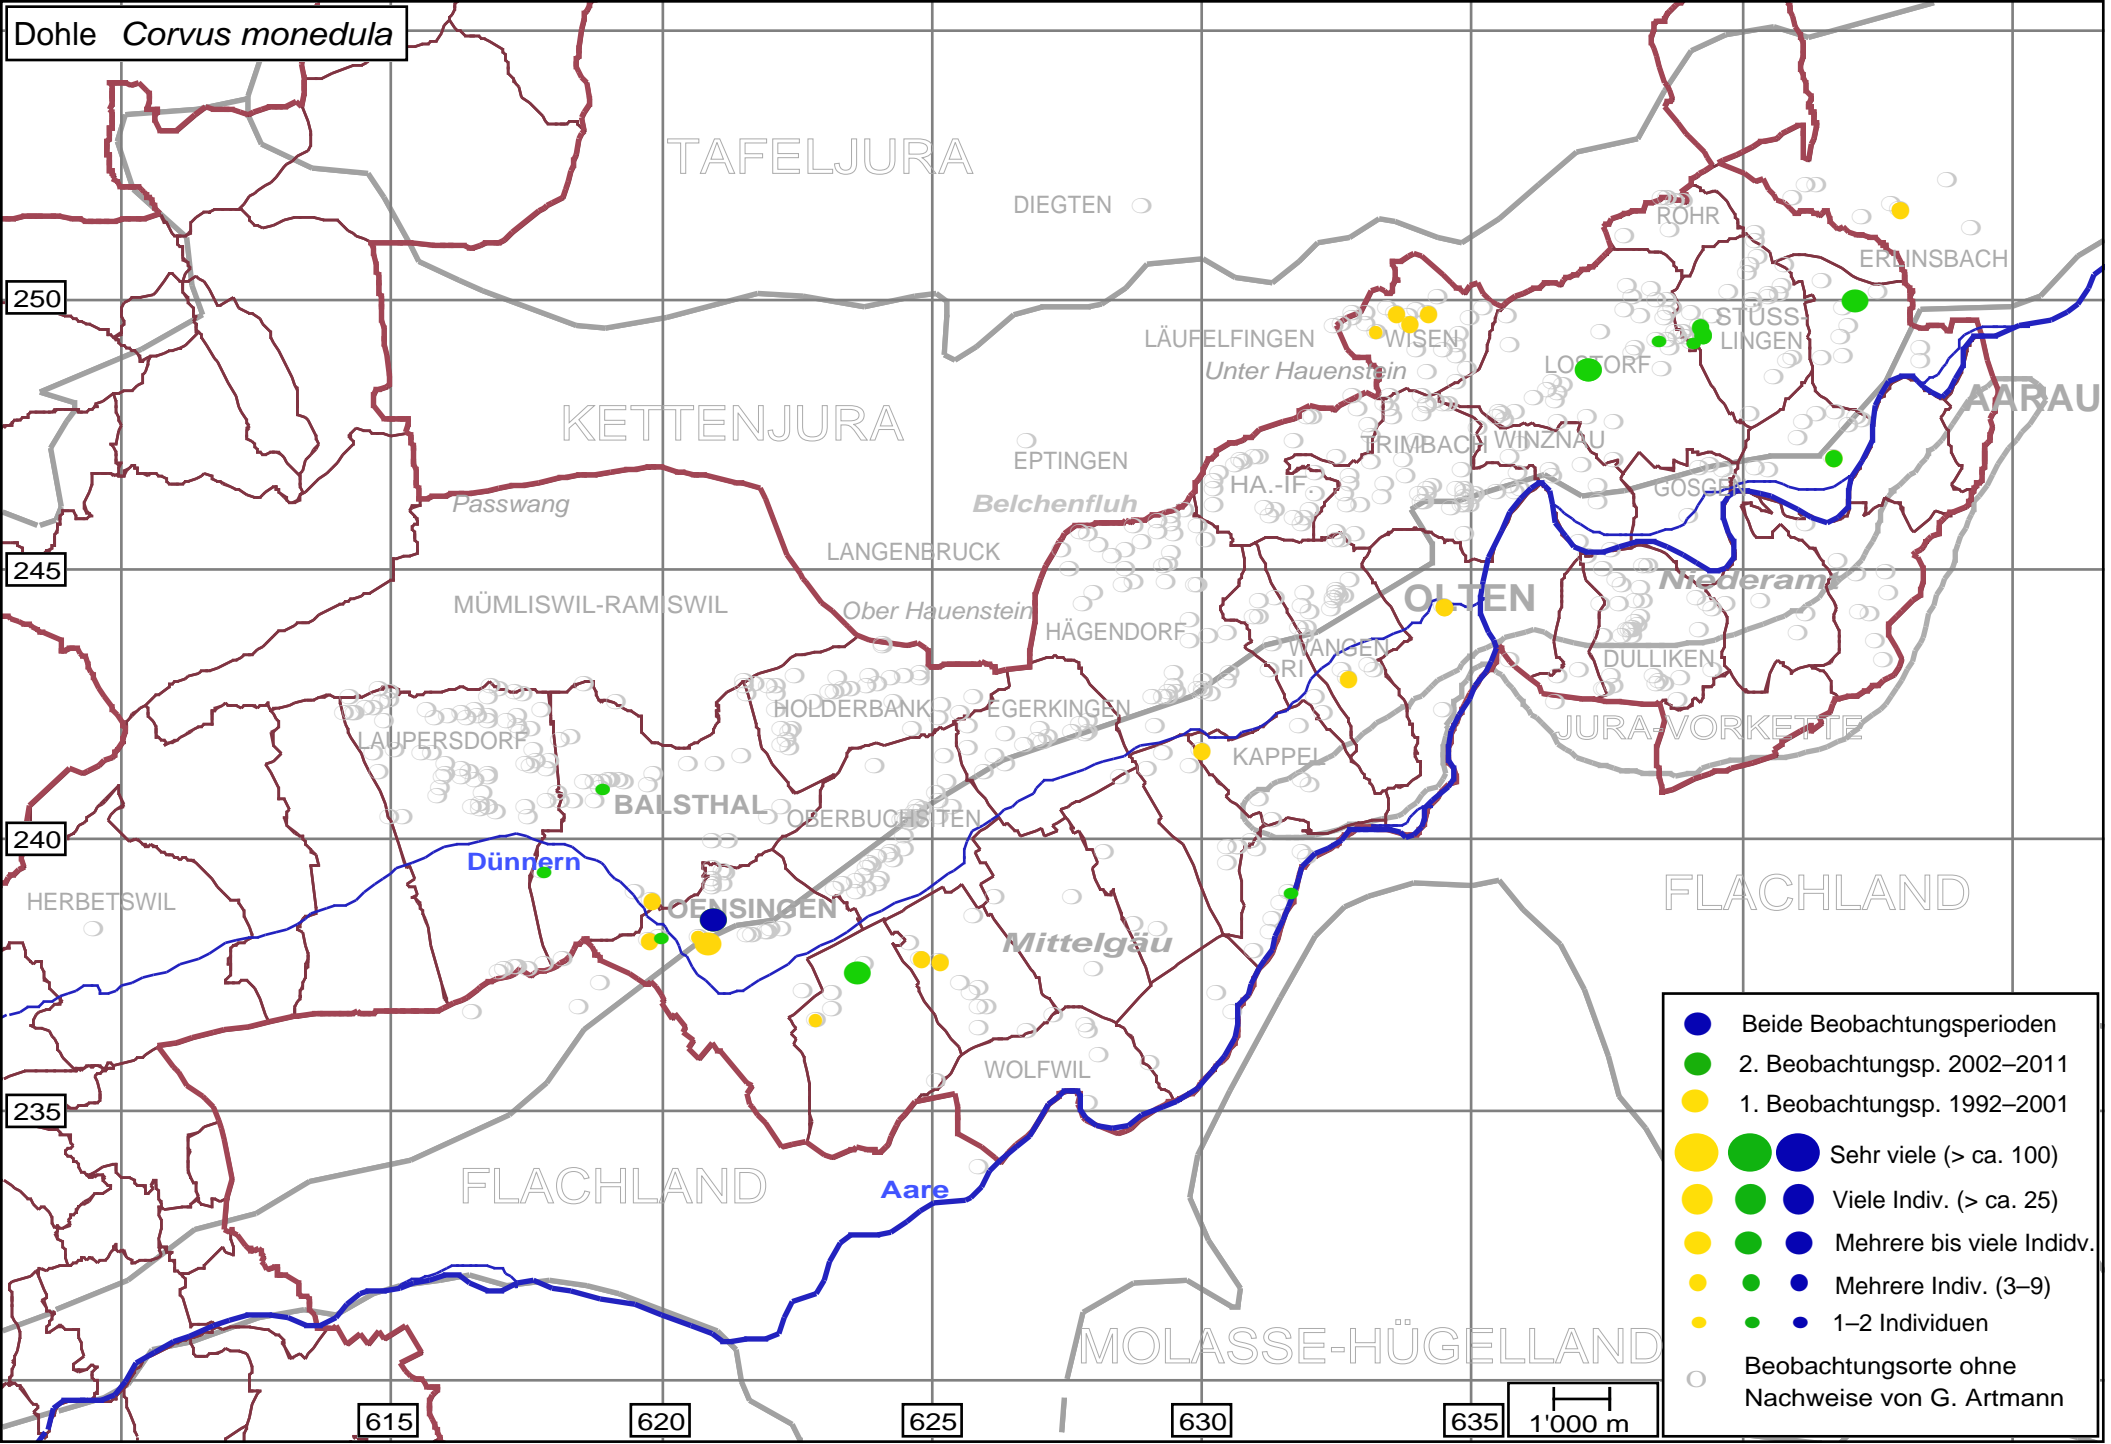 Dohle Corvus monedula
TAFELJURA
DIEGTEN
ROHR
ERLINSBACH
250
STÜSS-
LINGEN
LÄUFELFINGEN
WISEN
LOSTORF
Unter Hauenstein
AARAU
KETTENJURA
TRIMBACH
WINZNAU
EPTINGEN
HA.-IF.
GÖSGEN
Passwang
Belchenfluh
LANGENBRUCK
245
Niederamt
MÜMLISWIL-RAMISWIL
Ober Hauenstein
OLTEN
HÄGENDORF
WANGEN
RI
DULLIKEN
HOLDERBANK
EGERKINGEN
JURA-VORKETTE
LAUPERSDORF
KAPPEL
BALSTHAL
OBERBUCHSITEN
240
Dünnern
HERBETSWIL
OENSINGEN
FLACHLAND
Mittelgäu
WOLFWIL
235
FLACHLAND
Aare
MOLASSE-HÜGELLAND
615
620
625
630
635
1'000 m
Beide Beobachtungsperioden
2. Beobachtungsp. 2002–2011
1. Beobachtungsp. 1992–2001
Sehr viele (> ca. 100)
Viele Indiv. (> ca. 25)
Mehrere bis viele Indidv.
Mehrere Indiv. (3–9)
1–2 Individuen
Beobachtungsorte ohne
Nachweise von G. Artmann